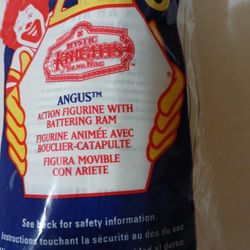 MYSTIC
KNIGHTS
OF TIR NA NOG
ANGUS™
ACTION FIGURINE WITH
BATTERING RAM
FIGURINE ANIMÉE AVEC
BOUCLIER-CATAPULTE
FIGURA MOVIBLE
CON ARIETE
See back for safety information.
Instructions touchant la sécurité au dos du sac